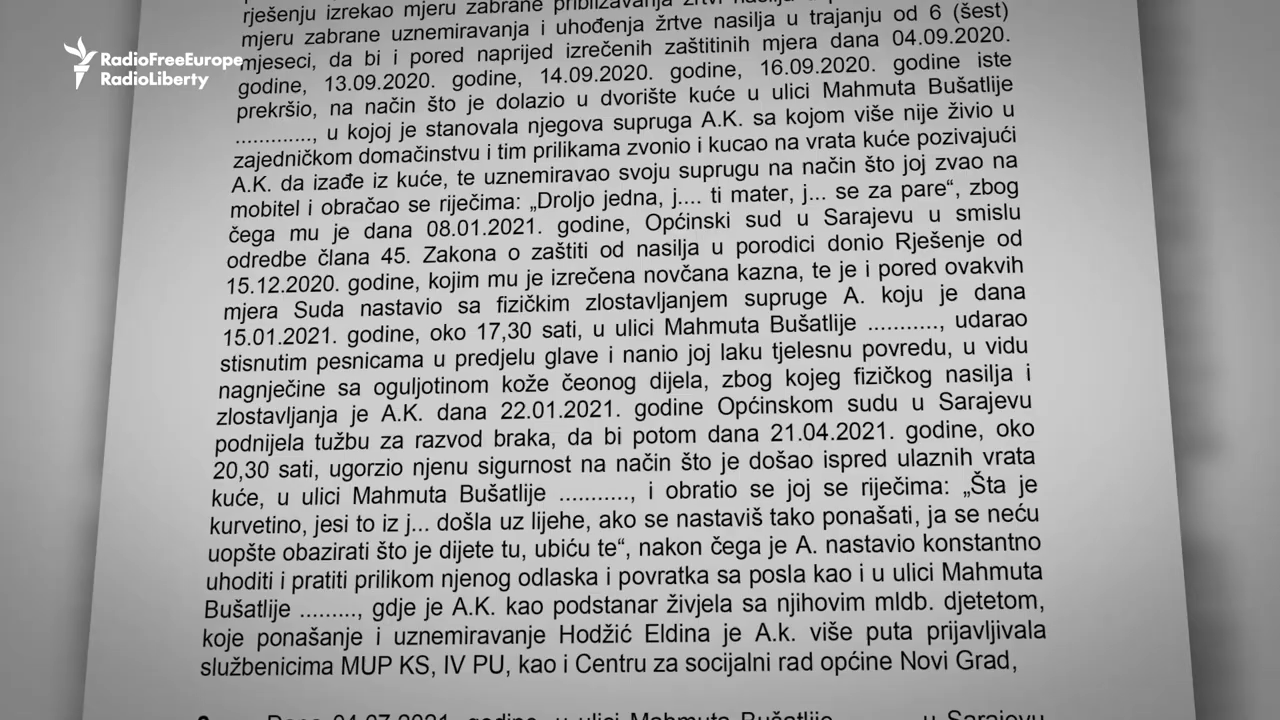 RadioFreeEurope
RadioLiberty
rješenju izrekao mjeru zabrane približavanja žrtvi nasilja
mjeru zabrane uznemiravanja i uhođenja žrtve nasilja u trajanju od 6 (šest)
mjeseci, da bi i pored naprijed izrečenih zaštitinih mjera dana 04.09.2020.
godine, 13.09.2020. godine, 14.09.2020. godine, 16.09.2020. godine iste
prekršio, na način što je dolazio u dvorište kuće u ulici Mahmuta Bušatlije
............, u kojoj je stanovala njegova supruga A.K. sa kojom više nije živio u
zajedničkom domaćinstvu i tim prilikama zvonio i kucao na vrata kuće pozivajući
A.K. da izađe iz kuće, te uznemiravao svoju suprugu na način što joj zvao na
mobitel i obračao se riječima: „Droljo jedna, j.... ti mater, j... se za pare“, zbog
čega mu je dana 08.01.2021. godine, Općinski sud u Sarajevu u smislu
odredbe člana 45. Zakona o zaštiti od nasilja u porodici donio Rješenje od
15.12.2020. godine, kojim mu je izrečena novčana kazna, te je i pored ovakvih
mjera Suda nastavio sa fizičkim zlostavljanjem supruge A. koju je dana
15.01.2021. godine, oko 17,30 sati, u ulici Mahmuta Bušatlije ..........., udarao
stisnutim pesnicama u predjelu glave i nanio joj laku tjelesnu povredu, u vidu
nagnječine sa oguljotinom kože čeonog dijela, zbog kojeg fizičkog nasilja i
zlostavljanja je A.K. dana 22.01.2021. godine Općinskom sudu u Sarajevu
podnijela tužbu za razvod braka, da bi potom dana 21.04.2021. godine, oko
20,30 sati, ugorzio njenu sigurnost na način što je došao ispred ulaznih vrata
kuće, u ulici Mahmuta Bušatlije ..........., i obratio se joj se riječima: „Šta je
kurvetino, jesi to iz j... došla uz lijehe, ako se nastaviš tako ponašati, ja se neću
uopšte obazirati što je dijete tu, ubiću te“, nakon čega je A. nastavio konstantno
uhoditi i pratiti prilikom njenog odlaska i povratka sa posla kao i u ulici Mahmuta
Bušatlije ........., gdje je A.K. kao podstanar živjela sa njihovim mldb. djetetom,
koje ponašanje i uznemiravanje Hodžić Eldina je A.k. više puta prijavljivala
službenicima MUP KS, IV PU, kao i Centru za socijalni rad općine Novi Grad,
Dana 04.07.2021. godine, u ulici Mahmuta Bušatlije ........ u Sarajevu